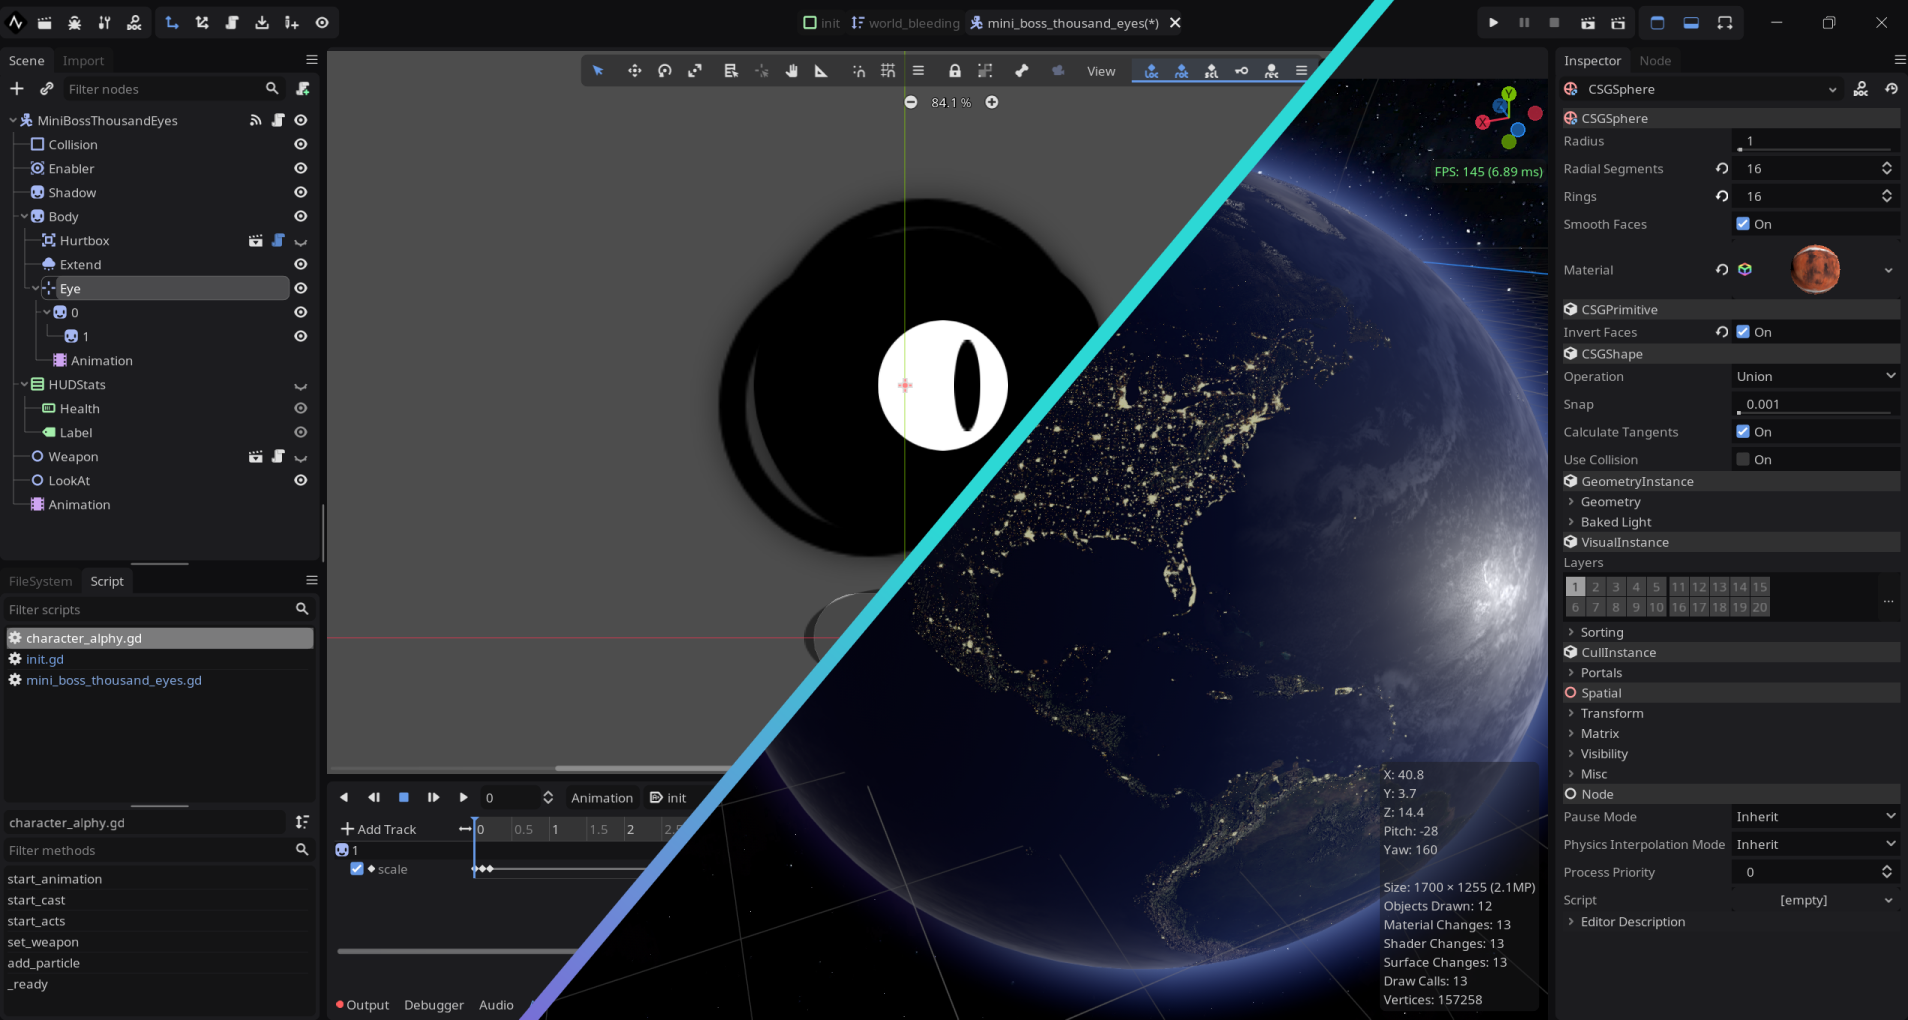 init
world_bleeding
mini_boss_thousand_eyes(*)
Scene
Import
Filter nodes
MiniBossThousandEyes
Collision
Enabler
Shadow
Body
Hurtbox
Extend
Eye
0
1
Animation
HUDStats
Health
Label
Weapon
LookAt
Animation
FileSystem
Script
Filter scripts
character_alphy.gd
init.gd
mini_boss_thousand_eyes.gd
character_alphy.gd
Filter methods
start_animation
start_cast
start_acts
set_weapon
add_particle
_ready
View
Loc
rot
scl
rec
84.1 %
0
Animation
init
Add Track
0 0.5 1 1.5 2 2.5
1
scale
Output Debugger Audio
Y
X
FPS: 145 (6.89 ms)
X: 40.8
Y: 3.7
Z: 14.4
Pitch: -28
Yaw: 160
Size: 1700 × 1255 (2.1MP)
Objects Drawn: 12
Material Changes: 13
Shader Changes: 13
Surface Changes: 13
Draw Calls: 13
Vertices: 157258
Inspector
Node
CSGSphere
CSGSphere
Radius 1
Radial Segments 16
Rings 16
Smooth Faces On
Material
CSGPrimitive
Invert Faces On
CSGShape
Operation Union
Snap 0.001
Calculate Tangents On
Use Collision On
GeometryInstance
Geometry
Baked Light
VisualInstance
Layers
1 2 3 4 5 11 12 13 14 15
6 7 8 9 10 16 17 18 19 20
...
Sorting
CullInstance
Portals
Spatial
Transform
Matrix
Visibility
Misc
Node
Pause Mode Inherit
Physics Interpolation Mode Inherit
Process Priority 0
Script [empty]
Editor Description